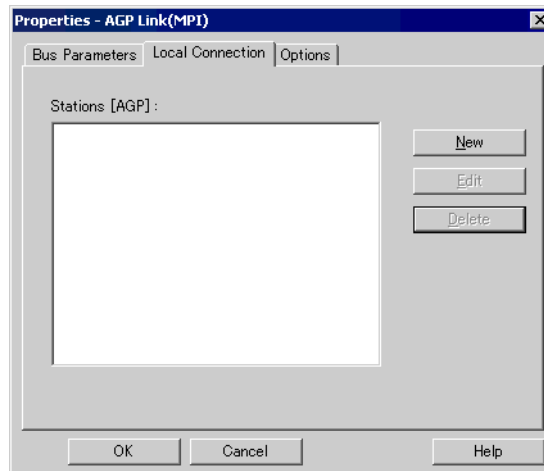 Properties - AGP Link(MPI)
Bus Parameters Local Connection Options
Stations [AGP] :
New
Edit
Delete
OK Cancel Help